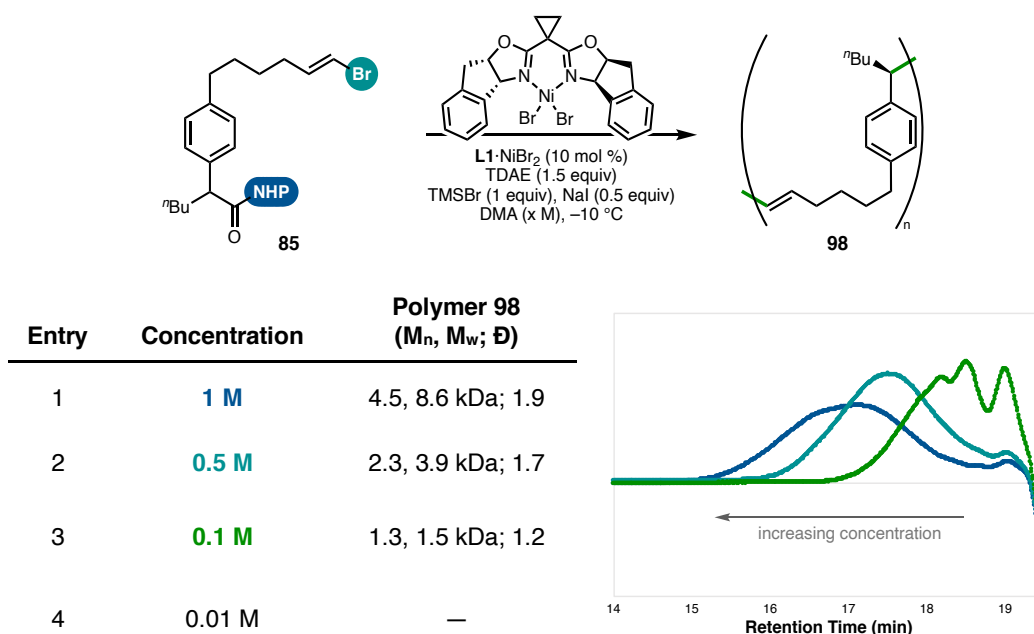 Br
NHP
nBu
O
85
O
O
N
N
Ni
Br
Br
L1·NiBr2 (10 mol %)
TDAE (1.5 equiv)
TMSBr (1 equiv), NaI (0.5 equiv)
DMA (x M), –10 °C
nBu
n
98
Entry
Concentration
Polymer 98
(Mn, Mw; Đ)
1
1 M
4.5, 8.6 kDa; 1.9
2
0.5 M
2.3, 3.9 kDa; 1.7
3
0.1 M
1.3, 1.5 kDa; 1.2
4
0.01 M
–
increasing concentration
14 15 16 17 18 19
Retention Time (min)